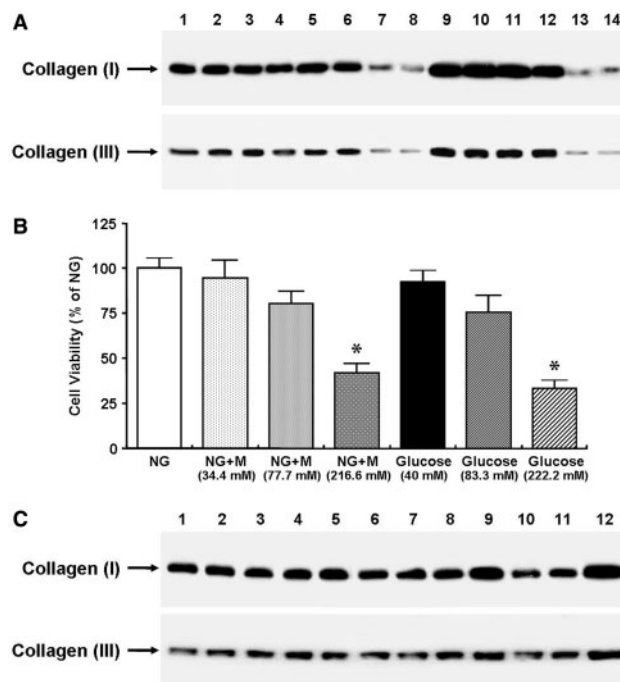 A
1 2 3 4 5 6 7 8 9 10 11 12 13 14
Collagen (I)
Collagen (III)
B
125
100
75
50
25
0
Cell Viability (% of NG)
*
*
NG NG+M NG+M NG+M Glucose Glucose Glucose
(34.4 mM) (77.7 mM) (216.6 mM) (40 mM) (83.3 mM) (222.2 mM)
C
1 2 3 4 5 6 7 8 9 10 11 12
Collagen (I)
Collagen (III)